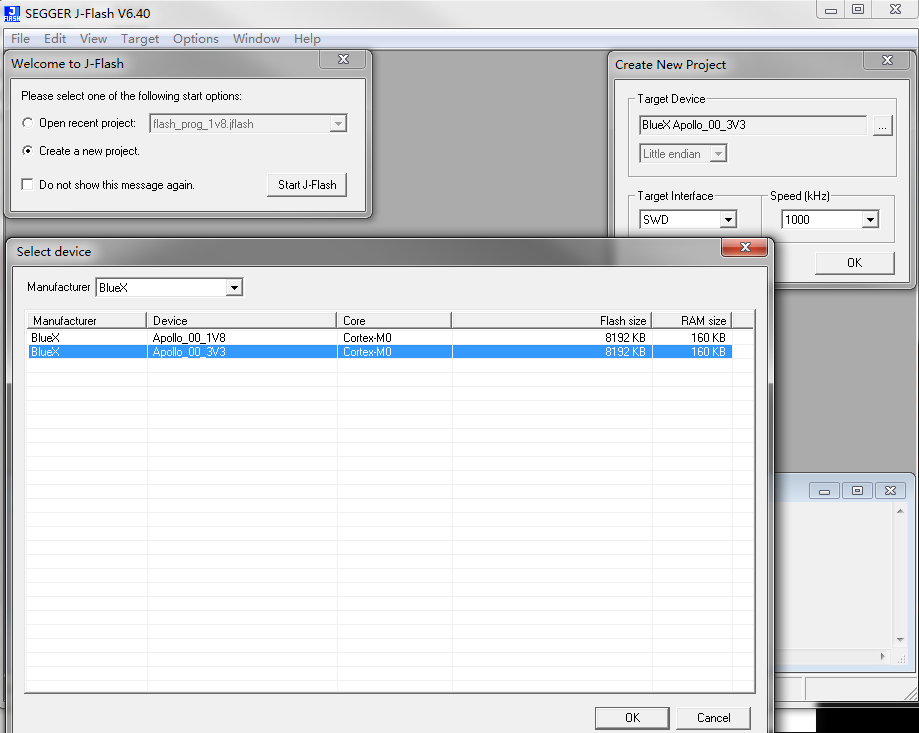 SEGGER J-Flash V6.40
File Edit View Target Options Window Help
Welcome to J-Flash
Please select one of the following start options:
Open recent project: flash_prog_1v8.jflash
Create a new project.
Do not show this message again. Start J-Flash
Create New Project
Target Device
BlueX Apollo_00_3V3 ...
Little endian
Target Interface Speed (kHz)
SWD 1000
OK
Select device
Manufacturer BlueX
Manufacturer Device Core Flash size RAM size
BlueX Apollo_00_1V8 Cortex-M0 8192 KB 160 KB
BlueX Apollo_00_3V3 Cortex-M0 8192 KB 160 KB
OK Cancel